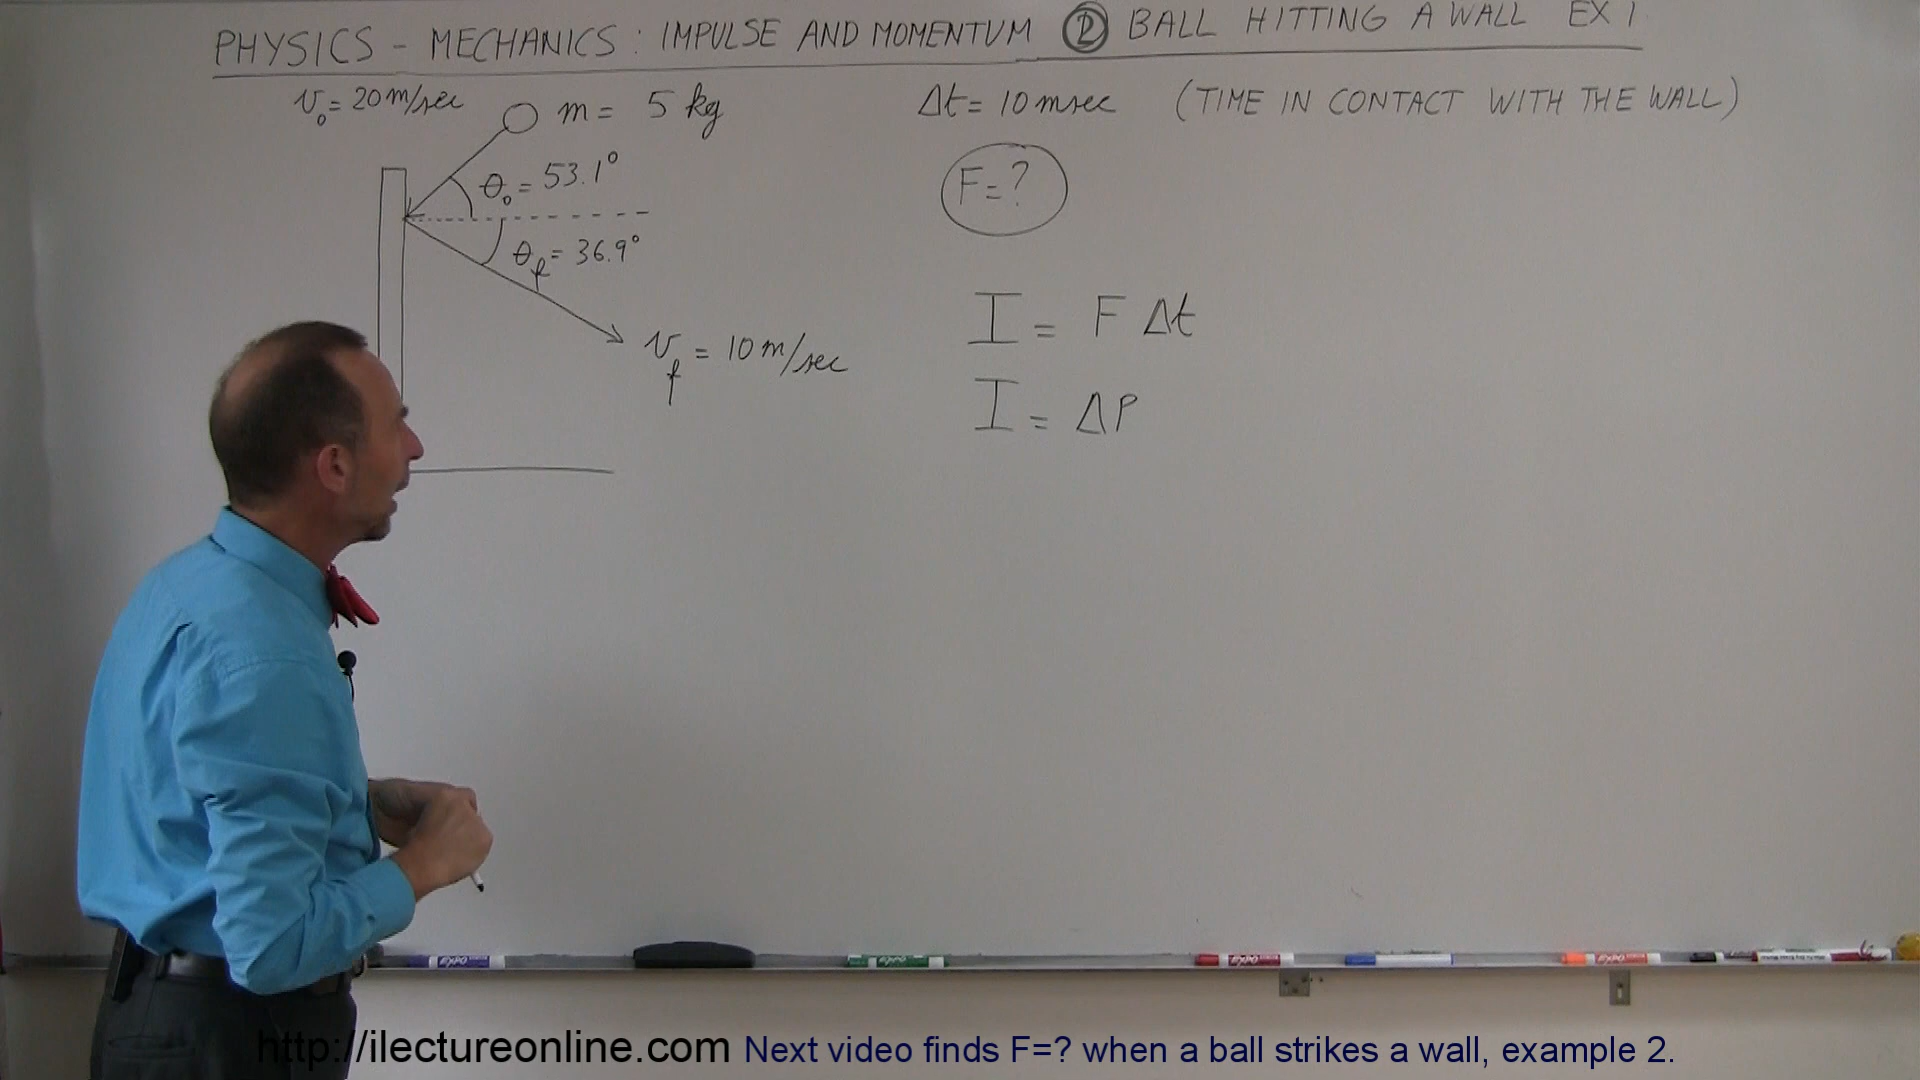 PHYSICS - MECHANICS: IMPULSE AND MOMENTUM ② BALL HITTING A WALL EX 1
v₀ = 20 m/sec m = 5 kg Δt = 10 msec (TIME IN CONTACT WITH THE WALL)
θ₀ = 53.1°
F = ?
θf = 36.9°
I = F Δt
vf = 10 m/sec
I = ΔP
http://ilectureonline.com Next video finds F=? when a ball strikes a wall, example 2.